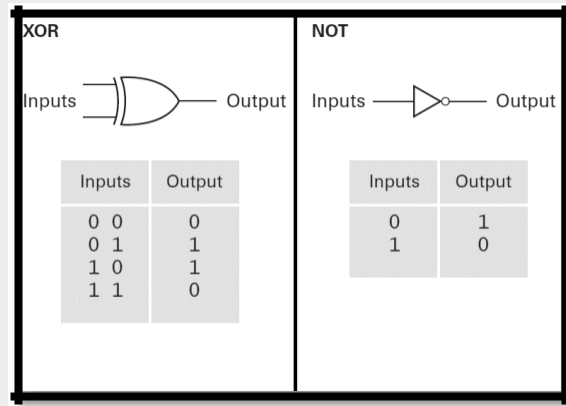 XOR
Inputs Output
Inputs Output
0 0 0
0 1 1
1 0 1
1 1 0
NOT
Inputs Output
Inputs Output
0 1
1 0